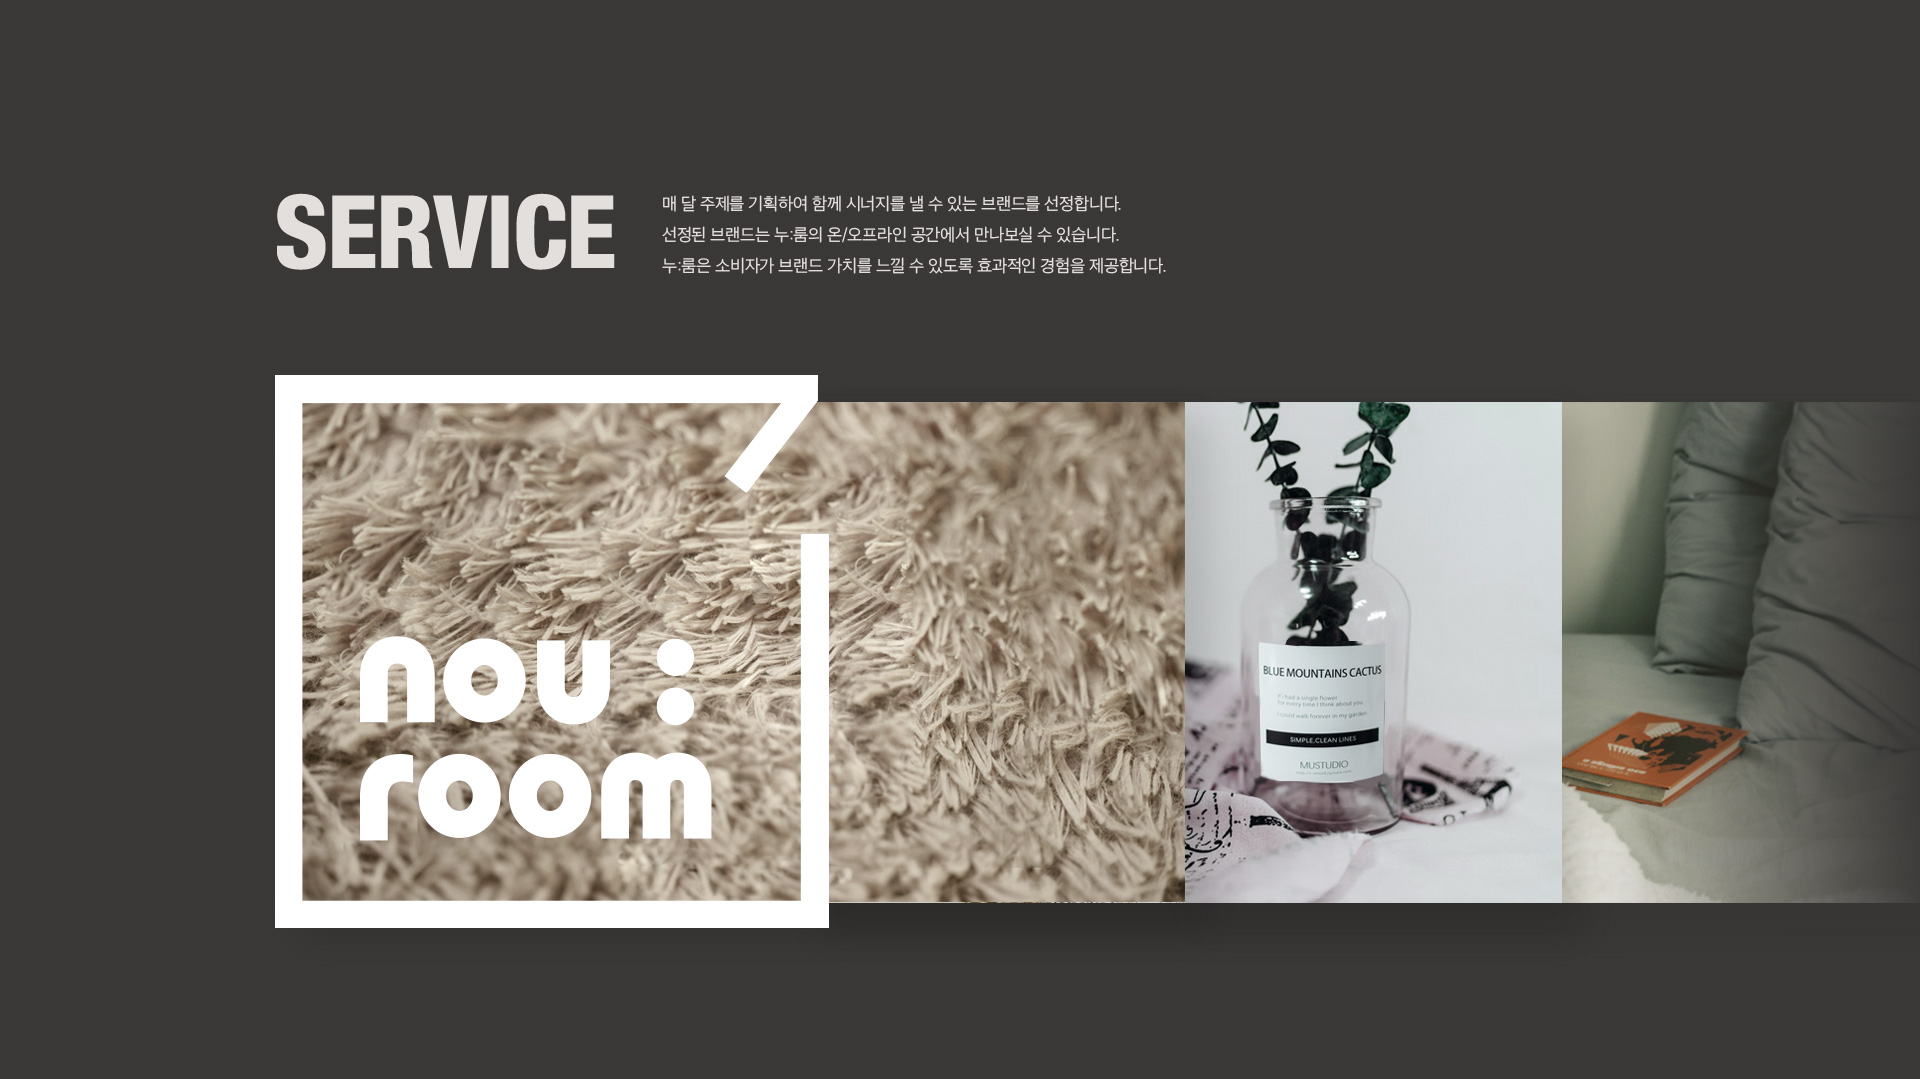 SERVICE
매 달 주제를 기획하여 함께 시너지를 낼 수 있는 브랜드를 선정합니다.
선정된 브랜드는 누:룸의 온/오프라인 공간에서 만나보실 수 있습니다.
누:룸은 소비자가 브랜드 가치를 느낄 수 있도록 효과적인 경험을 제공합니다.
nou :
room
BLUE MOUNTAINS CACTUS
If i had a single flower
for every time I think about you,
I could walk forever in my garden.
SIMPLE,CLEAN LINES
MUSTUDIO